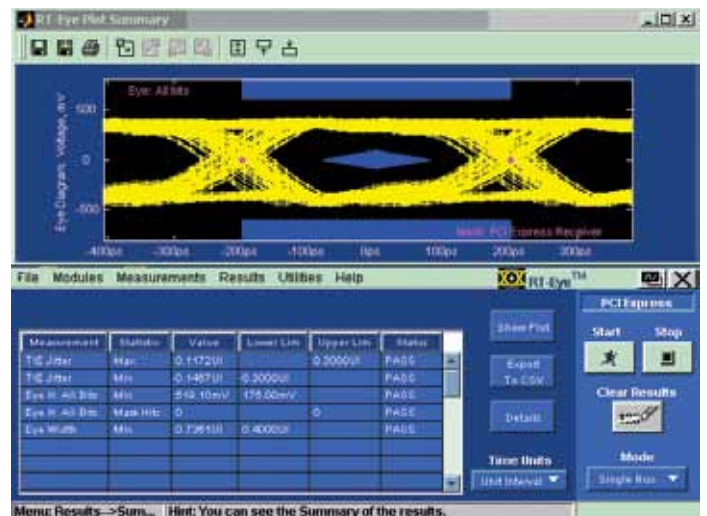 RT-Eye Plot Summary
Eye: All bits
Eye Diagram: Voltage, mV
500
0
-500
Mask: PCI Express Receiver
-400ps -300ps -200ps -100ps 0ps 100ps 200ps 300ps
File Modules Measurements Results Utilities Help RT-Eye™
PCI Express
Measurement Statistic Value Lower Lim Upper Lim Status
TIE Jitter Max 0.1172UI 0.3000UI PASS
TIE Jitter Min -0.3000UI PASS
Eye H. All Bits Min 519.10mV 175.00mV PASS
Eye H. All Bits Mask Hits 0 0 PASS
Eye Width Min 0.7361UI 0.4000UI PASS
Show Plot
Export To CSV
Details
Time Units
Unit Interval
Start Stop
Clear Results
Mode
Single Run
Menu: Results->Sum... Hint: You can see the Summary of the results.